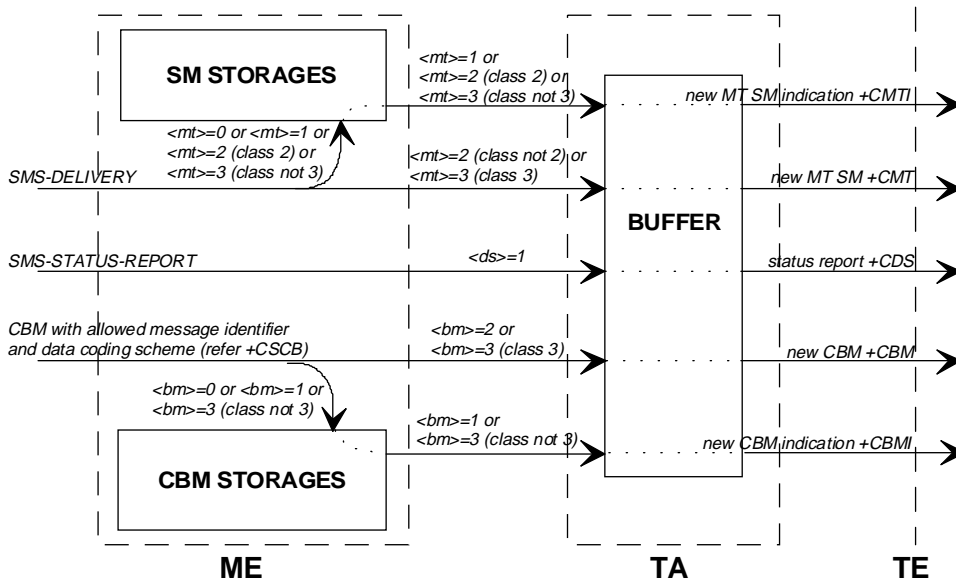 SM STORAGES
<mt>=1 or
<mt>=2 (class 2) or
<mt>=3 (class not 3)
new MT SM indication +CMTI
<mt>=0 or <mt>=1 or
<mt>=2 (class 2) or
<mt>=3 (class not 3)
SMS-DELIVERY
<mt>=2 (class not 2) or
<mt>=3 (class 3)
new MT SM +CMT
BUFFER
SMS-STATUS-REPORT
<ds>=1
status report +CDS
CBM with allowed message identifier
and data coding scheme (refer +CSCB)
<bm>=2 or
<bm>=3 (class 3)
new CBM +CBM
<bm>=0 or <bm>=1 or
<bm>=3 (class not 3)
<bm>=1 or
<bm>=3 (class not 3)
new CBM indication +CBMI
CBM STORAGES
ME
TA
TE